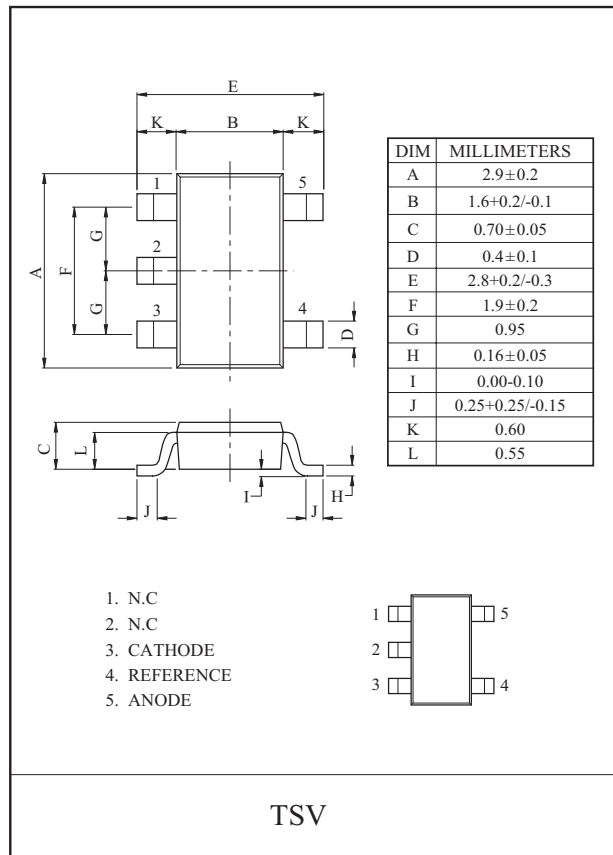 E
K B K
1 5
G
2
A F
G
3 4
D
C L
I H
J J
DIM MILLIMETERS
A 2.9±0.2
B 1.6+0.2/-0.1
C 0.70±0.05
D 0.4±0.1
E 2.8+0.2/-0.3
F 1.9±0.2
G 0.95
H 0.16±0.05
I 0.00-0.10
J 0.25+0.25/-0.15
K 0.60
L 0.55
1. N.C
2. N.C
3. CATHODE
4. REFERENCE
5. ANODE
1 5
2
3 4
TSV